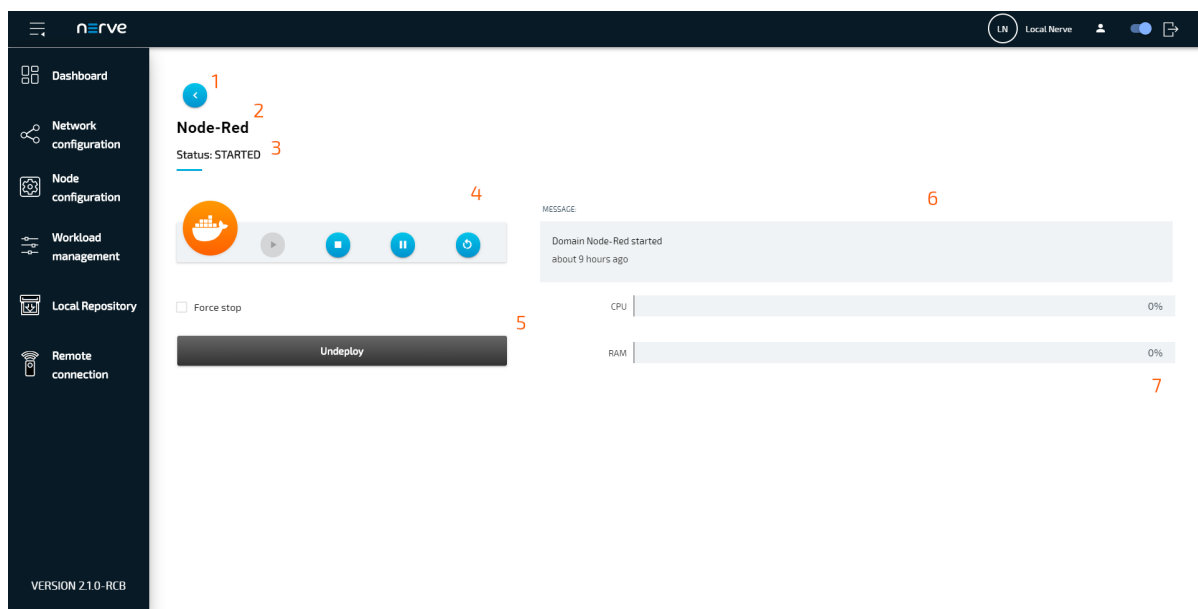 nerve
LN
Local Nerve
Dashboard
Network
configuration
Node
configuration
Workload
management
Local Repository
Remote
connection
VERSION 2.1.0-RCB
1
2
Node-Red
Status: STARTED
3
4
Force stop
5
Undeploy
6
MESSAGE:
Domain Node-Red started
about 9 hours ago
CPU
0%
RAM
0%
7